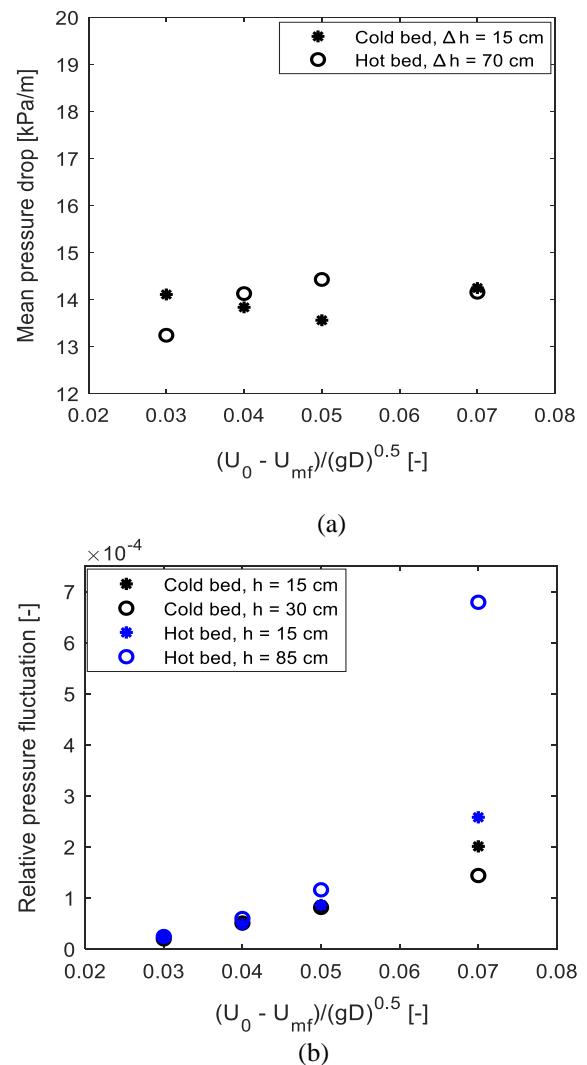 20
19
18
17
16
15
14
13
12
Mean pressure drop [kPa/m]
Cold bed, Δh = 15 cm
Hot bed, Δh = 70 cm
0.02 0.03 0.04 0.05 0.06 0.07 0.08
(U0 - Umf)/(gD)^0.5 [-]
(a)
×10^-4
7
6
5
4
3
2
1
0
Relative pressure fluctuation [-]
Cold bed, h = 15 cm
Cold bed, h = 30 cm
Hot bed, h = 15 cm
Hot bed, h = 85 cm
0.02 0.03 0.04 0.05 0.06 0.07 0.08
(U0 - Umf)/(gD)^0.5 [-]
(b)